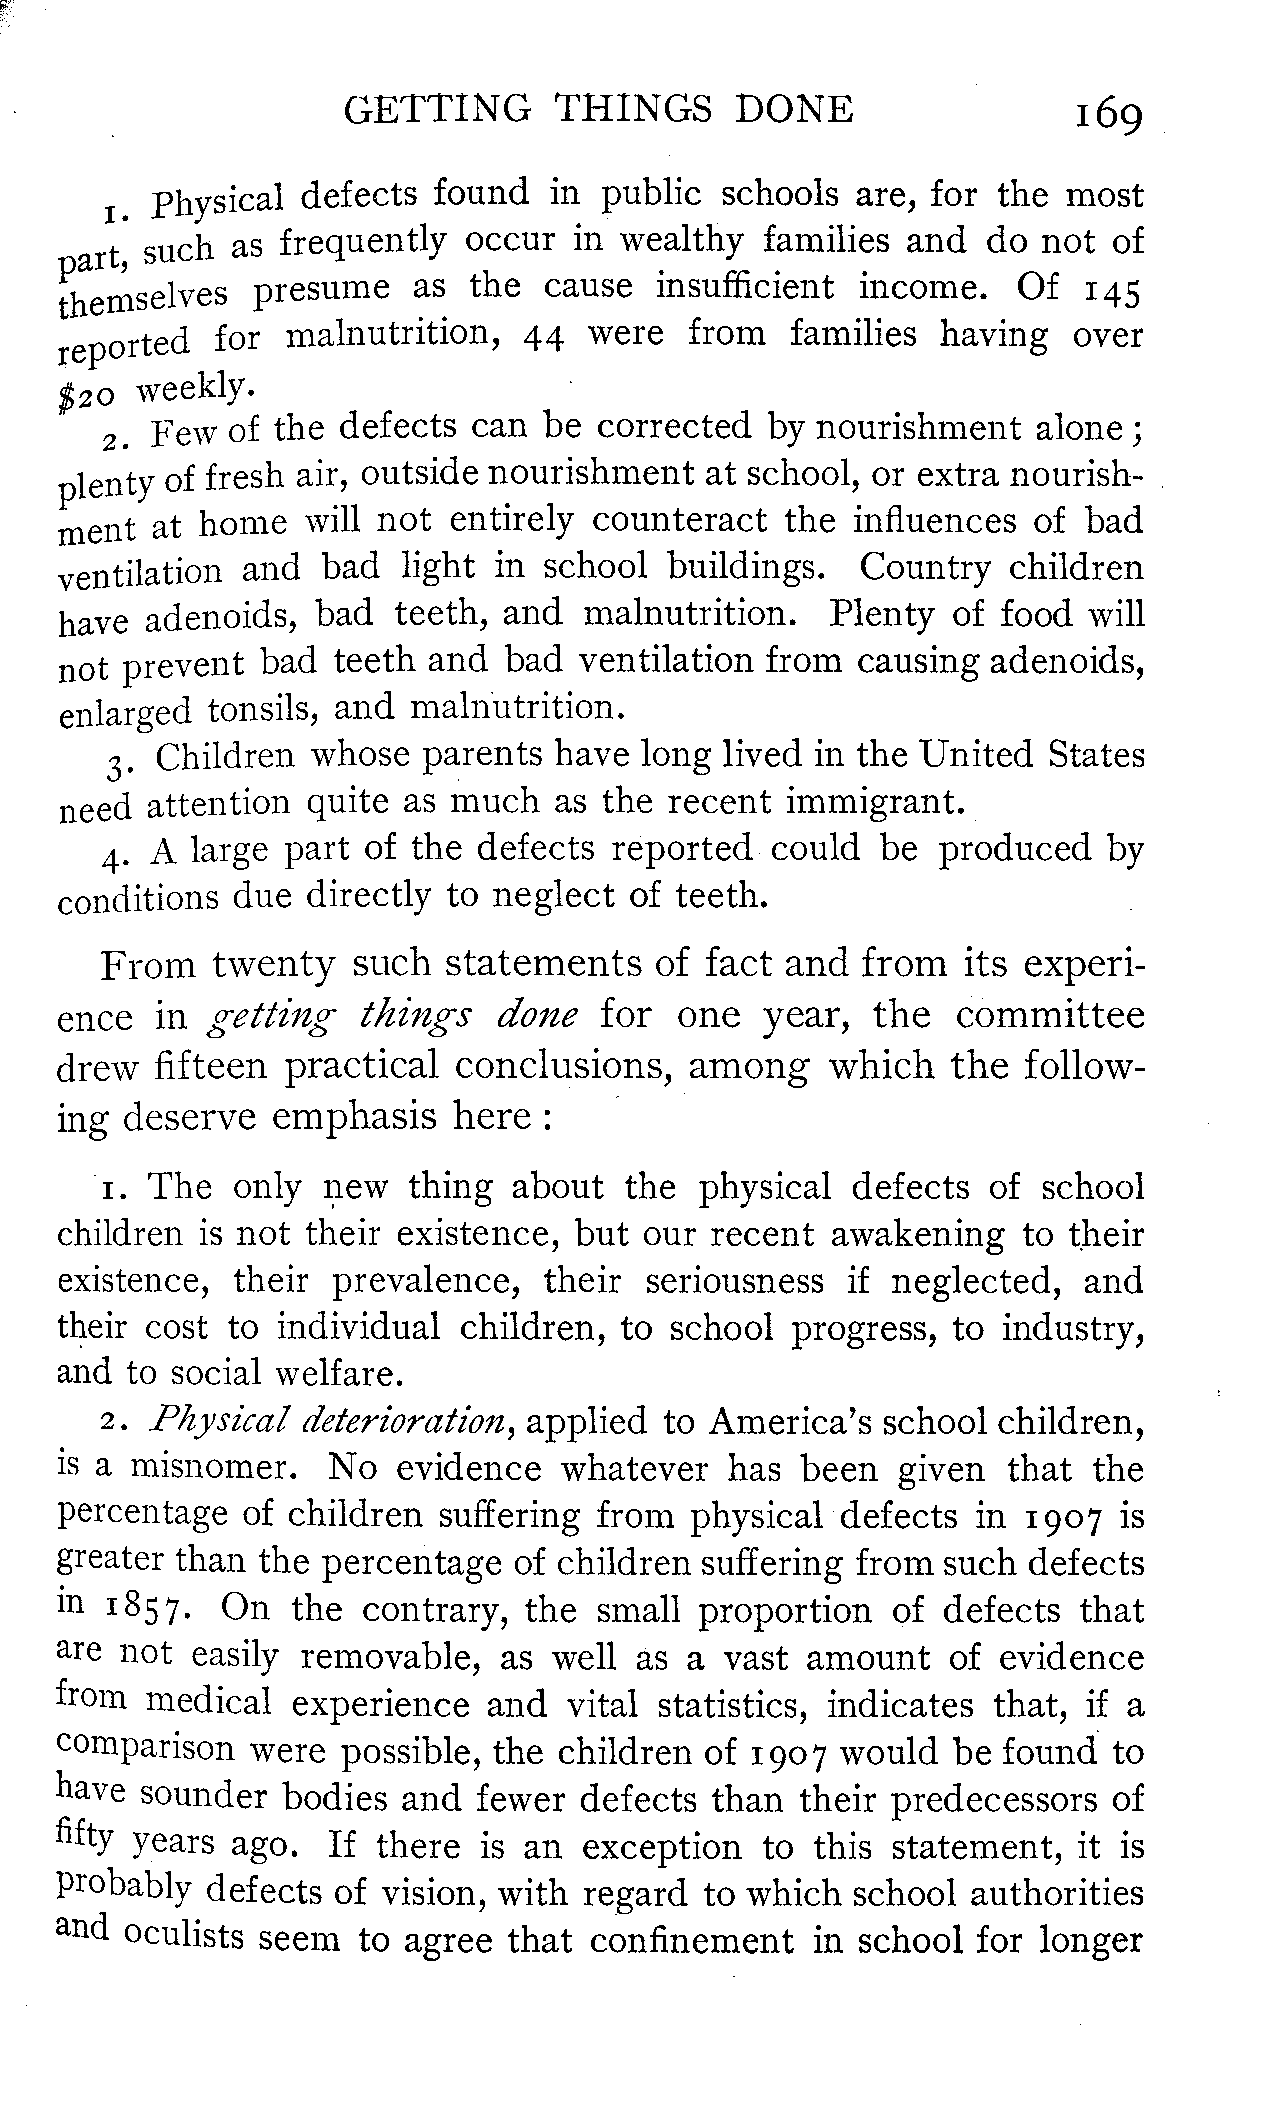 GETTING THINGS DONE 169
1. Physical defects found in public schools are, for the most
part, such as frequently occur in wealthy families and do not of
themselves presume as the cause insufficient income. Of 145
reported for malnutrition, 44 were from families having over
$20 weekly.
2. Few of the defects can be corrected by nourishment alone;
plenty of fresh air, outside nourishment at school, or extra nourish-
ment at home will not entirely counteract the influences of bad
ventilation and bad light in school buildings. Country children
have adenoids, bad teeth, and malnutrition. Plenty of food will
not prevent bad teeth and bad ventilation from causing adenoids,
enlarged tonsils, and malnutrition.
3. Children whose parents have long lived in the United States
need attention quite as much as the recent immigrant.
4. A large part of the defects reported could be produced by
conditions due directly to neglect of teeth.
From twenty such statements of fact and from its experi-
ence in getting things done for one year, the committee
drew fifteen practical conclusions, among which the follow-
ing deserve emphasis here:
1. The only new thing about the physical defects of school
children is not their existence, but our recent awakening to their
existence, their prevalence, their seriousness if neglected, and
their cost to individual children, to school progress, to industry,
and to social welfare.
2. Physical deterioration, applied to America's school children,
is a misnomer. No evidence whatever has been given that the
percentage of children suffering from physical defects in 1907 is
greater than the percentage of children suffering from such defects
in 1857. On the contrary, the small proportion of defects that
are not easily removable, as well as a vast amount of evidence
from medical experience and vital statistics, indicates that, if a
comparison were possible, the children of 1907 would be found to
have sounder bodies and fewer defects than their predecessors of
fifty years ago. If there is an exception to this statement, it is
probably defects of vision, with regard to which school authorities
and oculists seem to agree that confinement in school for longer